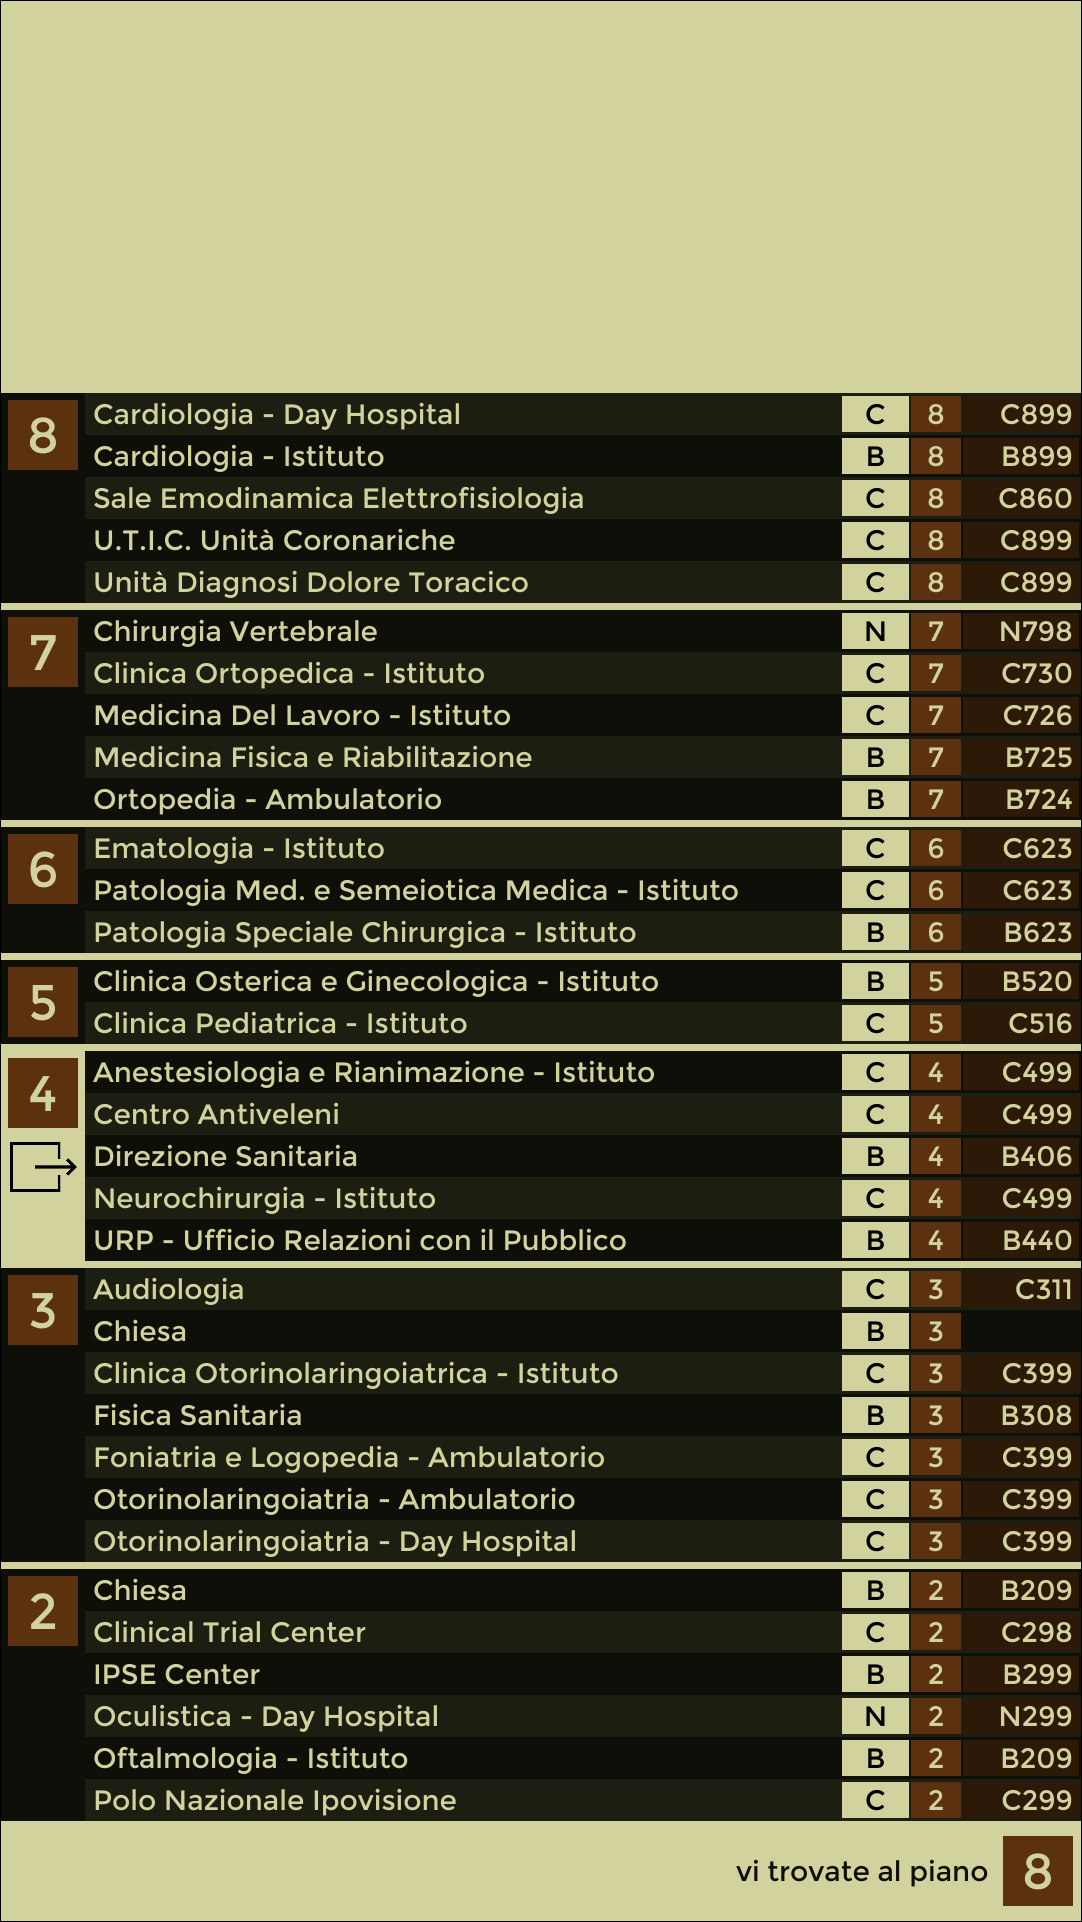 8
Cardiologia - Day Hospital C 8 C899
Cardiologia - Istituto B 8 B899
Sale Emodinamica Elettrofisiologia C 8 C860
U.T.I.C. Unità Coronariche C 8 C899
Unità Diagnosi Dolore Toracico C 8 C899
7
Chirurgia Vertebrale N 7 N798
Clinica Ortopedica - Istituto C 7 C730
Medicina Del Lavoro - Istituto C 7 C726
Medicina Fisica e Riabilitazione B 7 B725
Ortopedia - Ambulatorio B 7 B724
6
Ematologia - Istituto C 6 C623
Patologia Med. e Semeiotica Medica - Istituto C 6 C623
Patologia Speciale Chirurgica - Istituto B 6 B623
5
Clinica Osterica e Ginecologica - Istituto B 5 B520
Clinica Pediatrica - Istituto C 5 C516
4
Anestesiologia e Rianimazione - Istituto C 4 C499
Centro Antiveleni C 4 C499
Direzione Sanitaria B 4 B406
Neurochirurgia - Istituto C 4 C499
URP - Ufficio Relazioni con il Pubblico B 4 B440
3
Audiologia C 3 C311
Chiesa B 3
Clinica Otorinolaringoiatrica - Istituto C 3 C399
Fisica Sanitaria B 3 B308
Foniatria e Logopedia - Ambulatorio C 3 C399
Otorinolaringoiatria - Ambulatorio C 3 C399
Otorinolaringoiatria - Day Hospital C 3 C399
2
Chiesa B 2 B209
Clinical Trial Center C 2 C298
IPSE Center B 2 B299
Oculistica - Day Hospital N 2 N299
Oftalmologia - Istituto B 2 B209
Polo Nazionale Ipovisione C 2 C299
vi trovate al piano 8